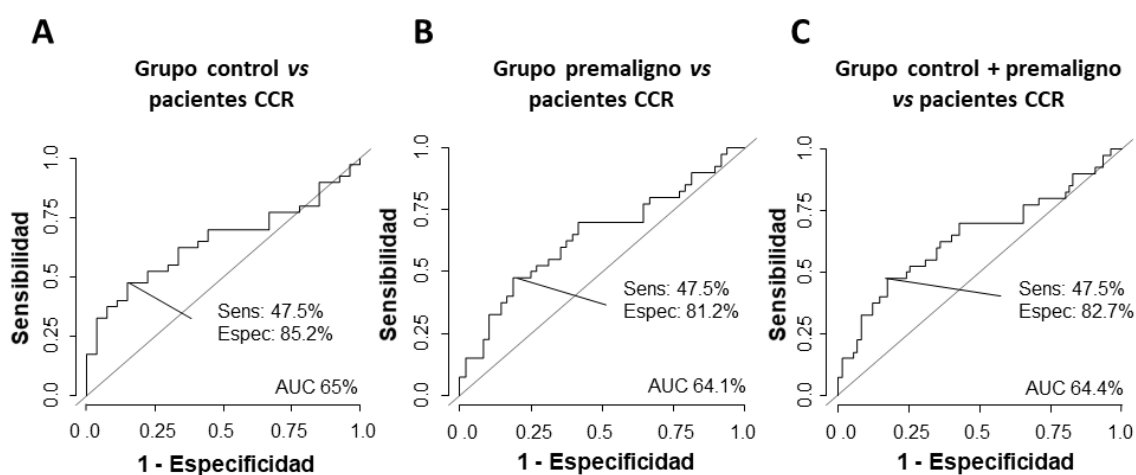 A
Grupo control vs
pacientes CCR
Sensibilidad
1.0
0.75
0.5
0.25
0.0
Sens: 47.5%
Espec: 85.2%
AUC 65%
0 .0 0.25 0.5 0.75 1.0
1 - Especificidad
B
Grupo premaligno vs
pacientes CCR
Sensibilidad
1.0
0.75
0.5
0.25
0.0
Sens: 47.5%
Espec: 81.2%
AUC 64.1%
0 .0 0.25 0.5 0.75 1.0
1 - Especificidad
C
Grupo control + premaligno
vs pacientes CCR
Sensibilidad
1.0
0.75
0.5
0.25
0.0
Sens: 47.5%
Espec: 82.7%
AUC 64.4%
0 .0 0.25 0.5 0.75 1.0
1 - Especificidad